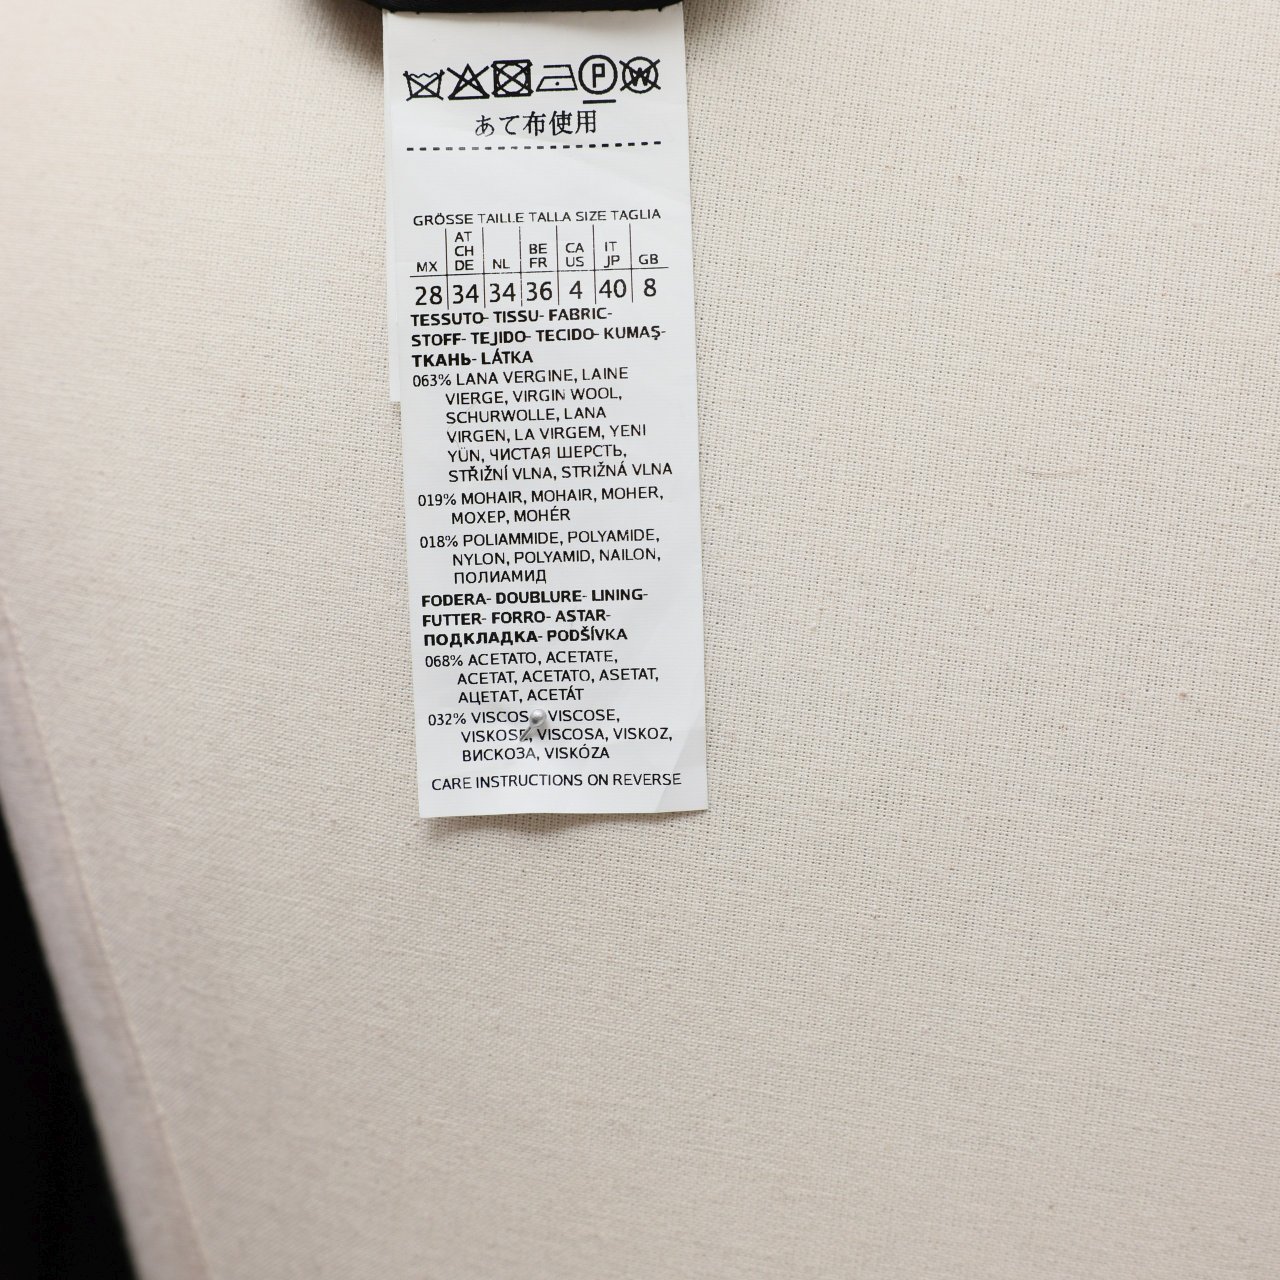 P W
あて布使用
GRÖSSE TAILLE TALLA SIZE TAGLIA
MX AT CH DE NL BE FR CA US IT JP GB
28 34 34 36 4 40 8
TESSUTO- TISSU- FABRIC-
STOFF- TEJIDO- TECIDO- KUMAŞ-
ТКАНЬ- LÁTKA
063% LANA VERGINE, LAINE
VIERGE, VIRGIN WOOL,
SCHURWOLLE, LANA
VIRGEN, LA VIRGEM, YENI
YÜN, ЧИСТАЯ ШЕРСТЬ,
STŘIŽNÍ VLNA, STRIŽNÁ VLNA
019% MOHAIR, MOHAIR, MOHER,
МОХЕР, MOHÉR
018% POLIAMMIDE, POLYAMIDE,
NYLON, POLYAMID, NAILON,
ПОЛИАМИД
FODERA- DOUBLURE- LINING-
FUTTER- FORRO- ASTAR-
ПОДКЛАДКА- PODŠÍVKA
068% ACETATO, ACETATE,
ACETAT, ACETATO, ASETAT,
АЦЕТАТ, ACETÁT
032% VISCOSA, VISCOSE,
VISKOSE, VISCOSA, VISKOZ,
ВИСКОЗА, VISKÓZA
CARE INSTRUCTIONS ON REVERSE